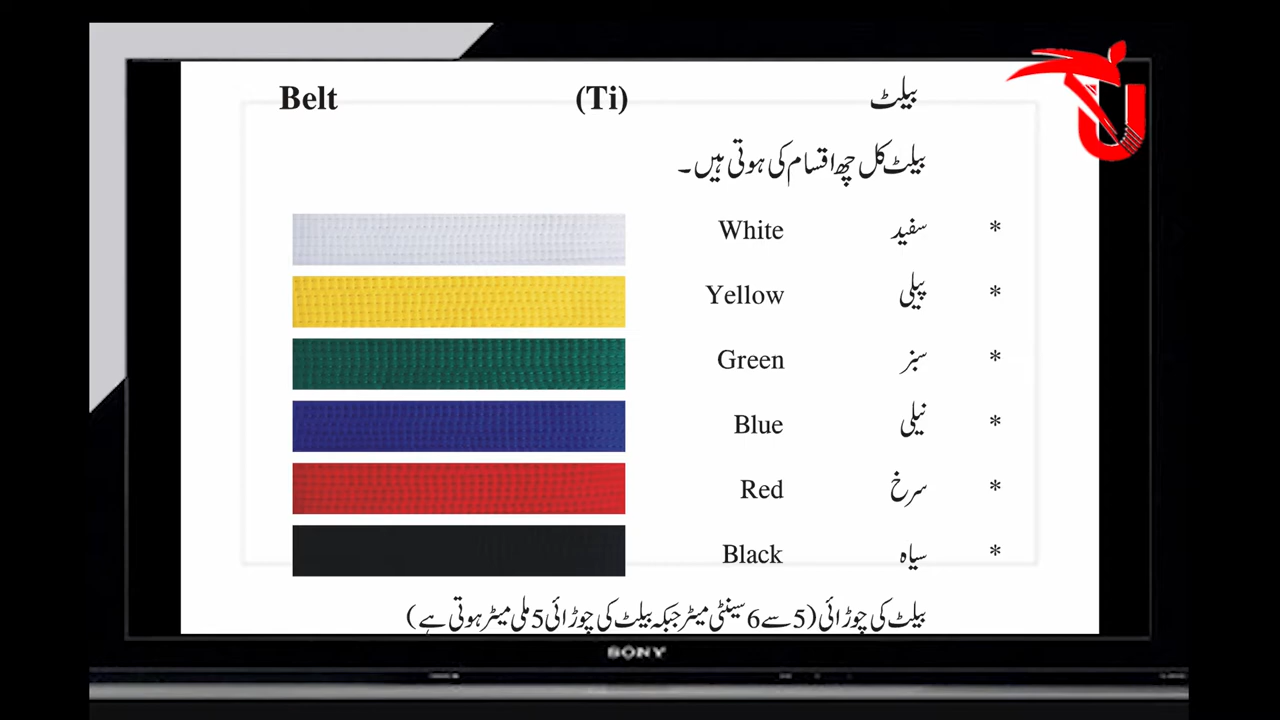 Belt (Ti) بیلٹ
بیلٹ کل چھ اقسام کی ہوتی ہیں۔
White سفید *
Yellow پیلی *
Green سبز *
Blue نیلی *
Red سرخ *
Black سیاہ *
بیلٹ کی چوڑائی (5 سے 6 سینٹی میٹر جبکہ بیلٹ کی چوڑائی 5 ملی میٹر ہوتی ہے)
SONY